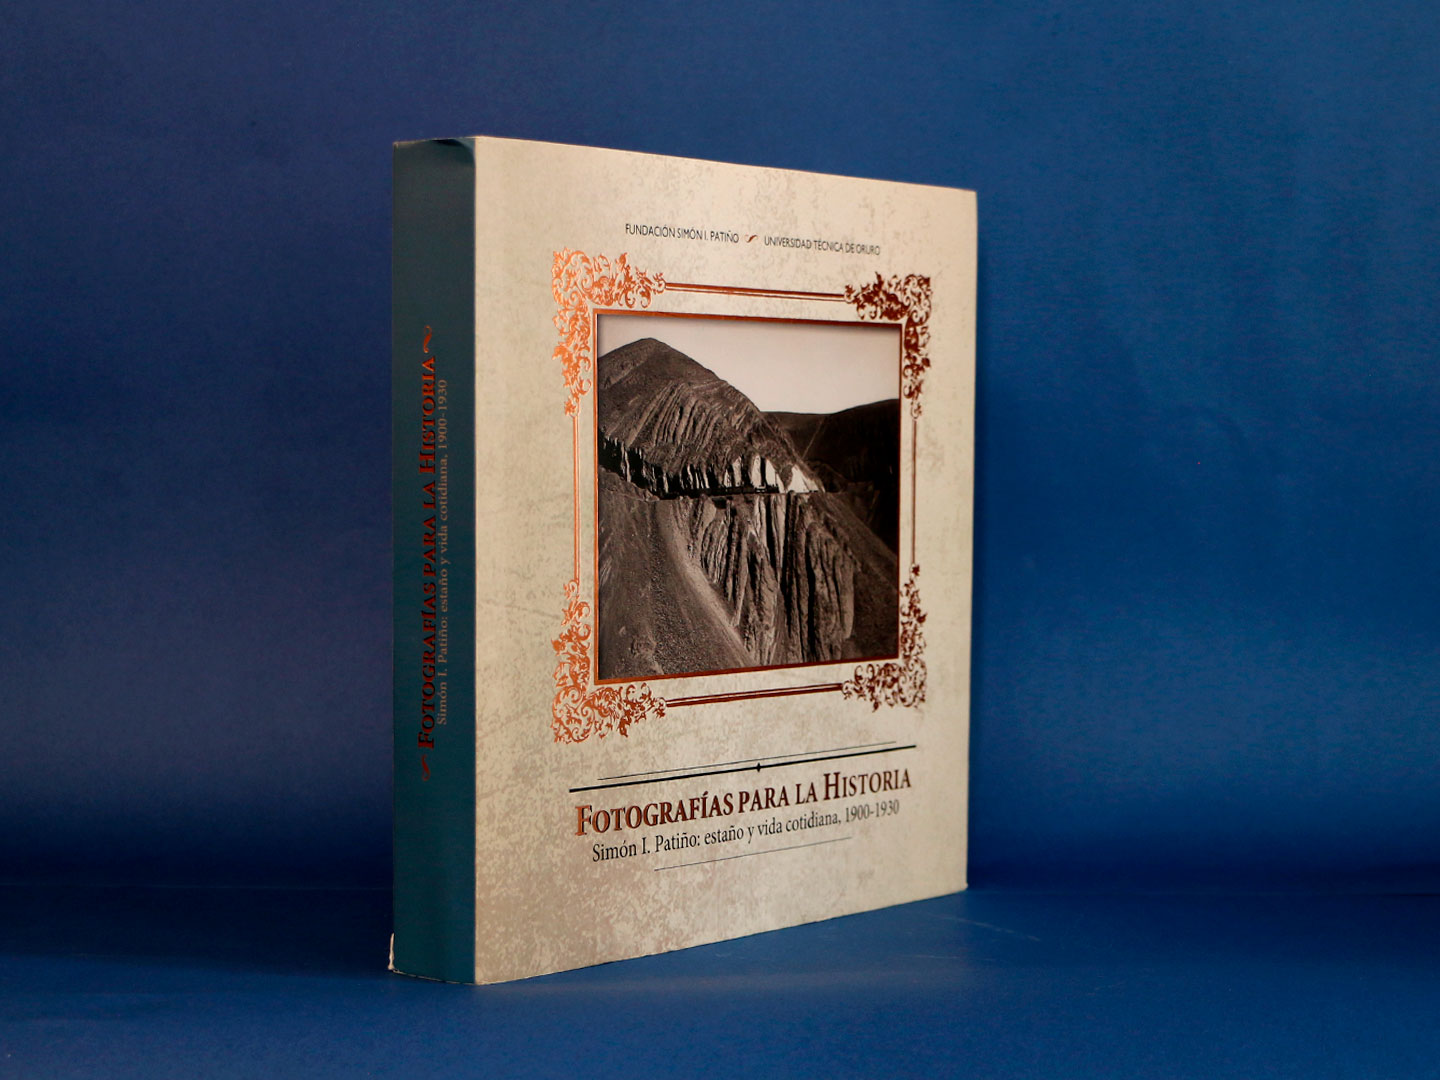 FUNDACIÓN SIMÓN I. PATIÑO UNIVERSIDAD TÉCNICA DE ORURO
FOTOGRAFÍAS PARA LA HISTORIA
Simón I. Patiño: estaño y vida cotidiana, 1900-1930
FOTOGRAFÍAS PARA LA HISTORIA
Simón I. Patiño: estaño y vida cotidiana, 1900-1930